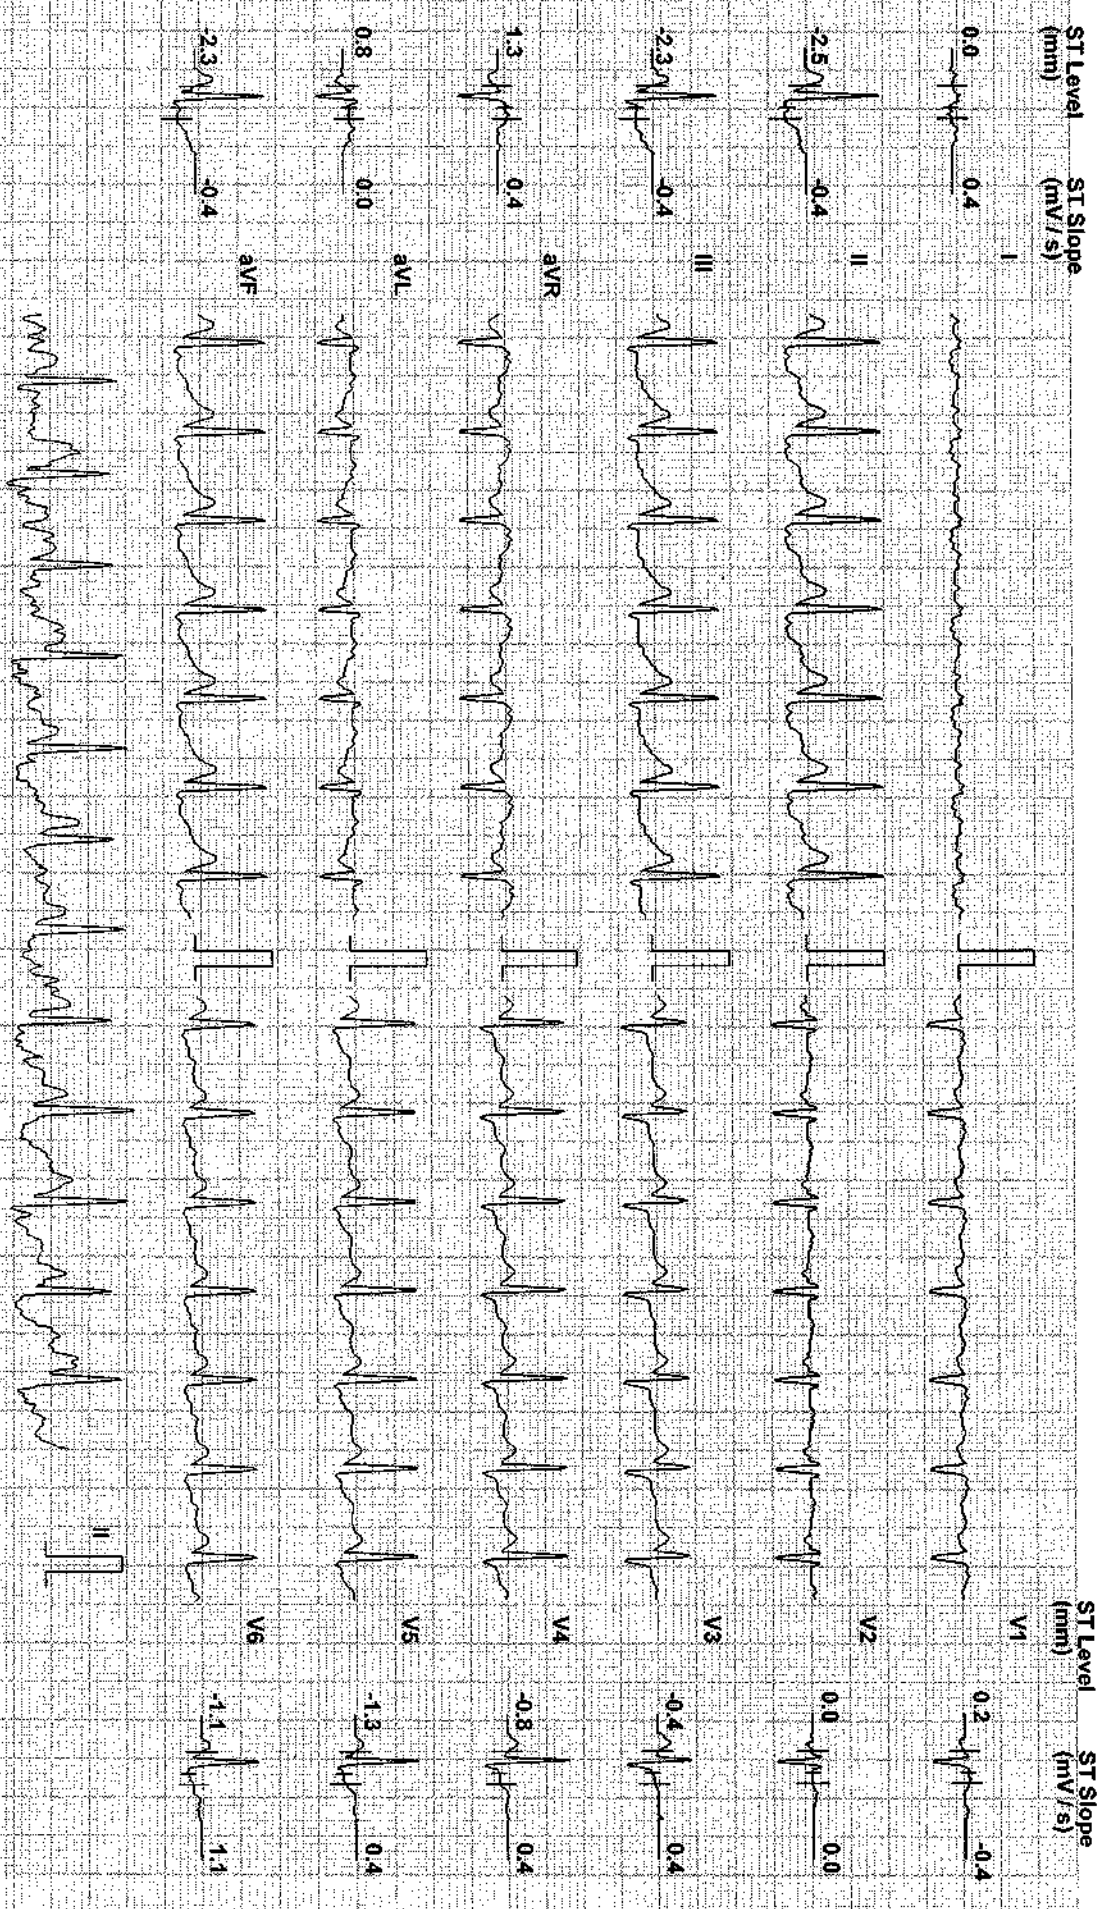 ST Level ST Slope
(mm) (mV / s)
I
0.0 0.4
II
-2.5 -0.4
III
-2.3 -0.4
aVR
1.3 0.4
aVL
0.8 0.0
aVF
-2.3 -0.4
ST Level ST Slope
(mm) (mV / s)
V1
0.2 -0.4
V2
0.0 0.0
V3
-0.4 0.4
V4
-0.8 0.4
V5
-1.3 0.4
V6
-1.1 1.1
II